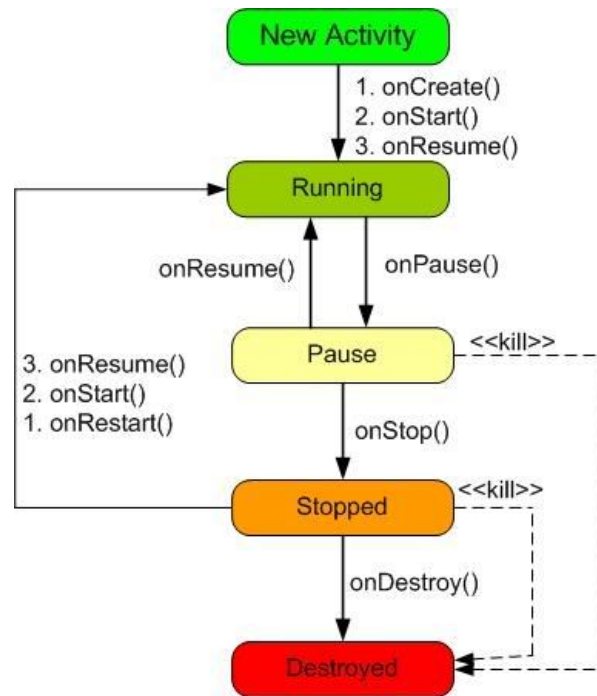 New Activity
1. onCreate()
2. onStart()
3. onResume()
Running
onResume()
onPause()
Pause
<<kill>>
3. onResume()
2. onStart()
1. onRestart()
onStop()
Stopped
<<kill>>
onDestroy()
Destroyed